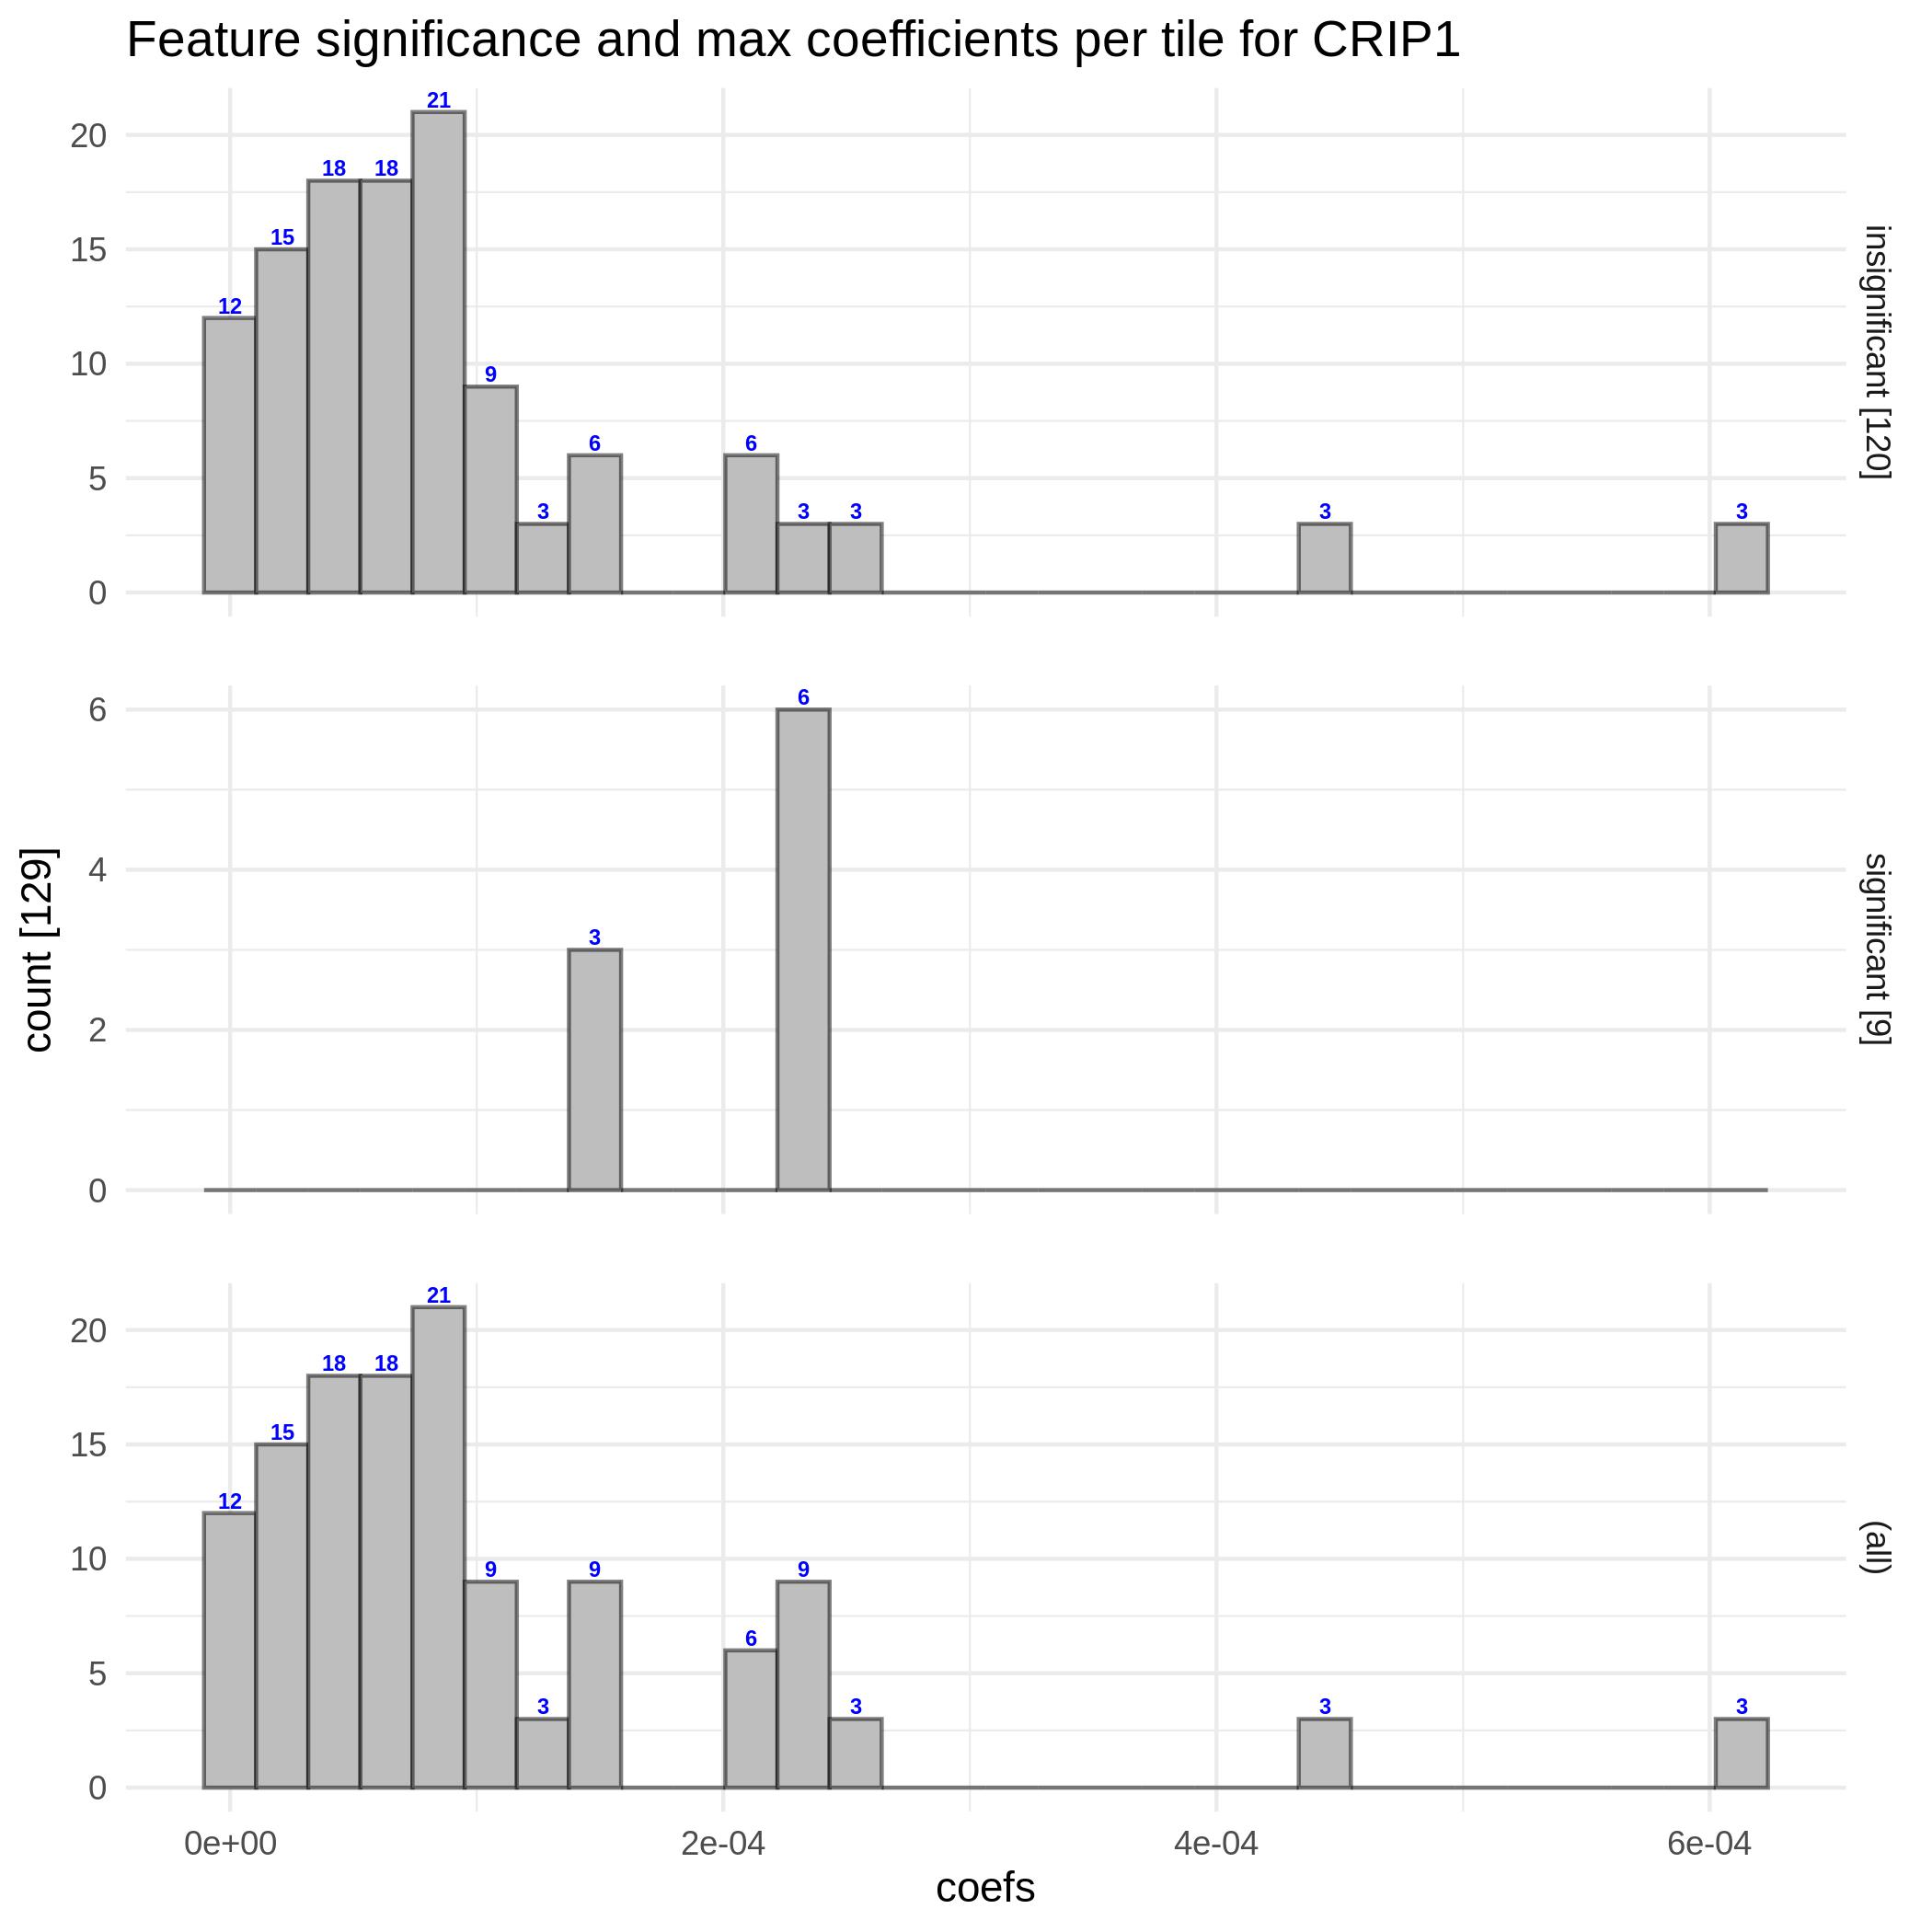 Feature significance and max coefficients per tile for CRIP1
21
20
18 18
15
15
12
10
9
6 6
5
3 3 3 3 3
0
insignificant [120]
6
6
4
3
2
0
significant [9]
count [129]
21
20
18 18
15
15
12
10
9 9 9
6
5
3 3 3 3
0
(all)
0e+00 2e-04 4e-04 6e-04
coefs